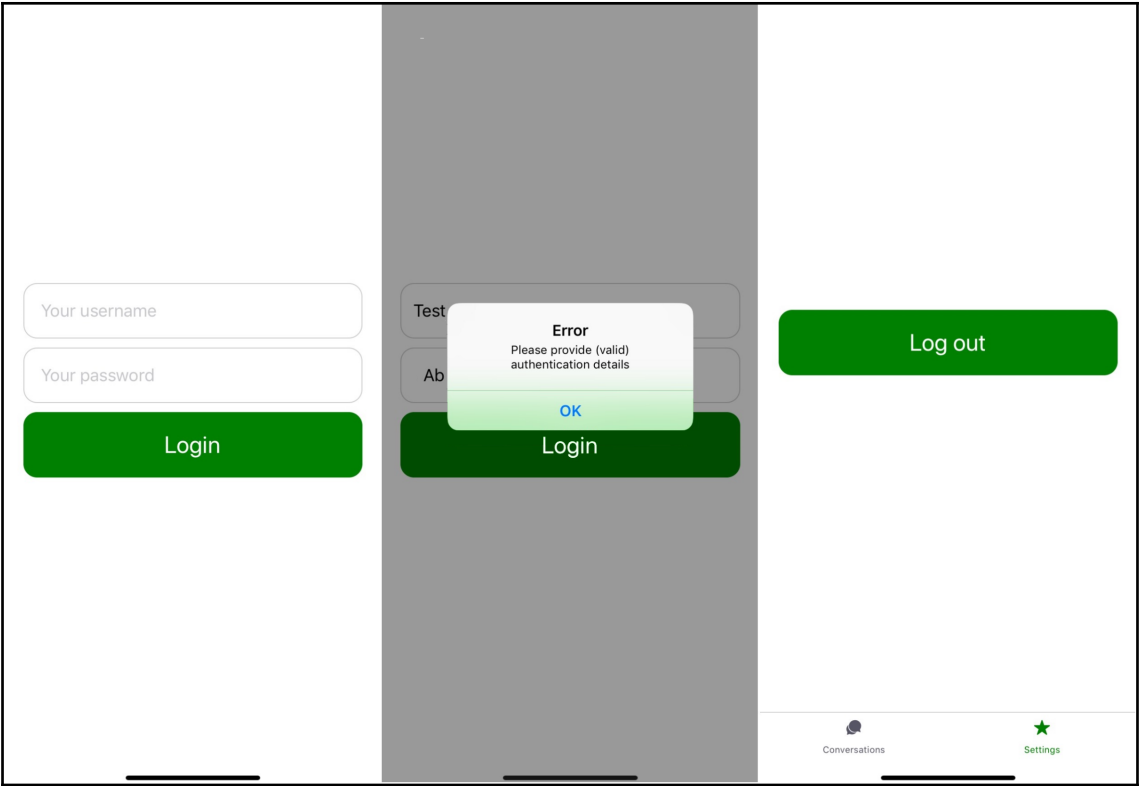 Your username
Your password
Login
Test
Ab
Error
Please provide (valid)
authentication details
OK
Login
Log out
Conversations
Settings